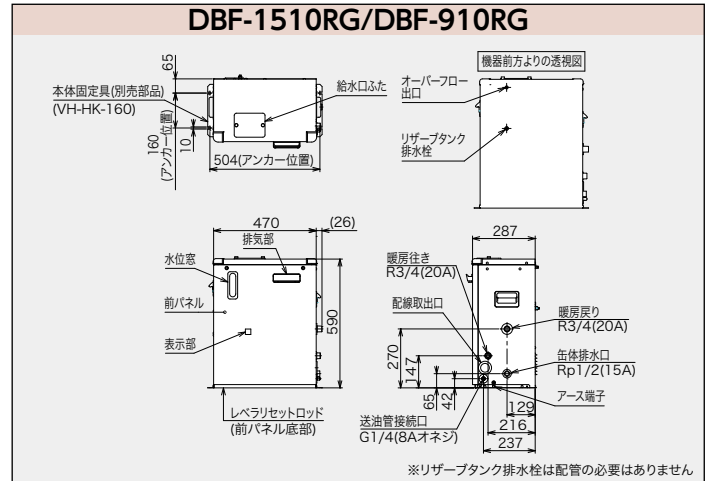 DBF-1510RG/DBF-910RG
65
本体固定具(別売部品)
(VH-HK-160)
160
(アンカー位置)
10
504(アンカー位置)
給水口ふた
機器前方よりの透視図
オーバーフロー
出口
リザーブタンク
排水栓
470
(26)
排気部
水位窓
前パネル
表示部
590
レベラリセットロッド
(前パネル底部)
287
暖房往き
R3/4(20A)
配線取出口
暖房戻り
R3/4(20A)
缶体排水口
Rp1/2(15A)
アース端子
270
147
65
42
129
216
237
送油管接続口
G1/4(8Aオネジ)
※リザーブタンク排水栓は配管の必要はありません